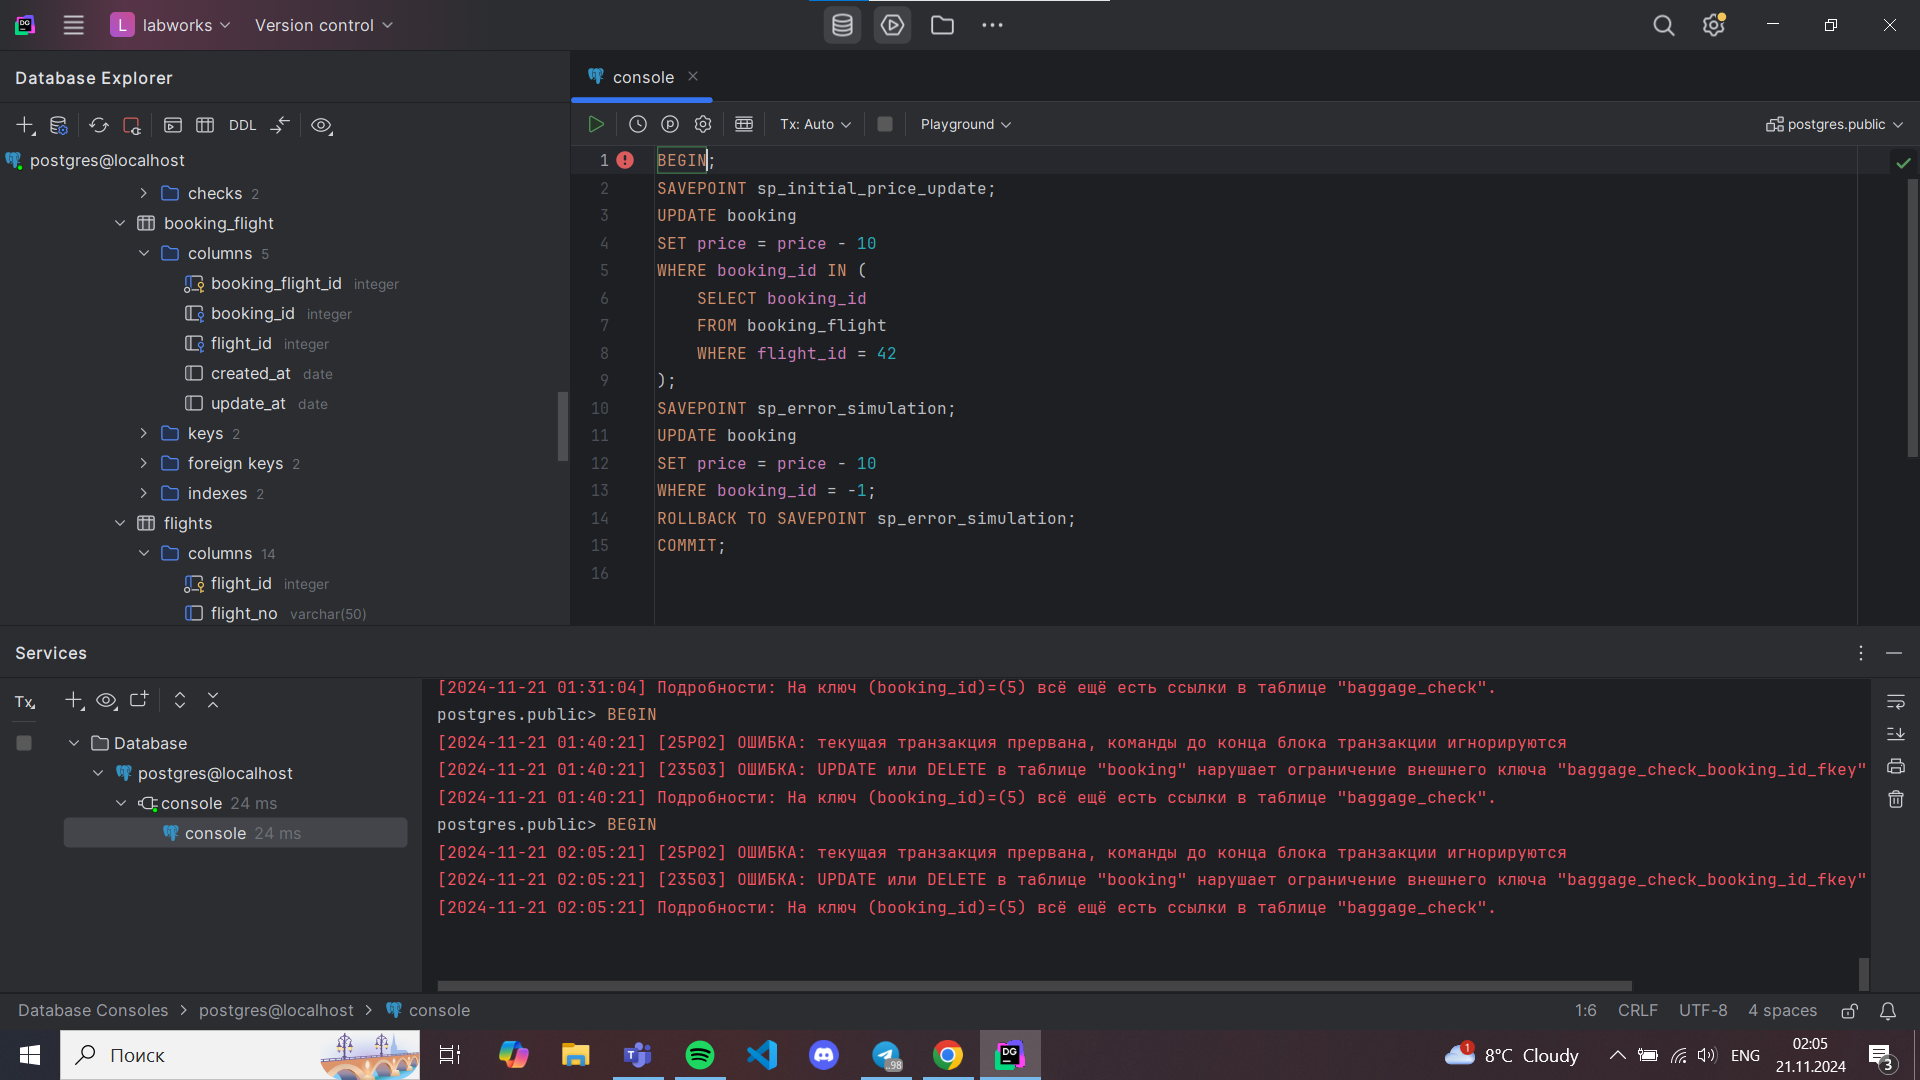 DG
L labworks
Version control
Database Explorer
console
DDL
Tx: Auto
Playground
postgres.public
postgres@localhost
checks 2
booking_flight
columns 5
booking_flight_id integer
booking_id integer
flight_id integer
created_at date
update_at date
keys 2
foreign keys 2
indexes 2
flights
columns 14
flight_id integer
flight_no varchar(50)
1 BEGIN;
2 SAVEPOINT sp_initial_price_update;
3 UPDATE booking
4 SET price = price - 10
5 WHERE booking_id IN (
6 SELECT booking_id
7 FROM booking_flight
8 WHERE flight_id = 42
9 );
10 SAVEPOINT sp_error_simulation;
11 UPDATE booking
12 SET price = price - 10
13 WHERE booking_id = -1;
14 ROLLBACK TO SAVEPOINT sp_error_simulation;
15 COMMIT;
16
Services
Tx
Database
postgres@localhost
console 24 ms
console 24 ms
[2024-11-21 01:31:04] Подробности: На ключ (booking_id)=(5) всё ещё есть ссылки в таблице "baggage_check".
postgres.public> BEGIN
[2024-11-21 01:40:21] [25P02] ОШИБКА: текущая транзакция прервана, команды до конца блока транзакции игнорируются
[2024-11-21 01:40:21] [23503] ОШИБКА: UPDATE или DELETE в таблице "booking" нарушает ограничение внешнего ключа "baggage_check_booking_id_fkey"
[2024-11-21 01:40:21] Подробности: На ключ (booking_id)=(5) всё ещё есть ссылки в таблице "baggage_check".
postgres.public> BEGIN
[2024-11-21 02:05:21] [25P02] ОШИБКА: текущая транзакция прервана, команды до конца блока транзакции игнорируются
[2024-11-21 02:05:21] [23503] ОШИБКА: UPDATE или DELETE в таблице "booking" нарушает ограничение внешнего ключа "baggage_check_booking_id_fkey"
[2024-11-21 02:05:21] Подробности: На ключ (booking_id)=(5) всё ещё есть ссылки в таблице "baggage_check".
Database Consoles > postgres@localhost > console
1:6 CRLF UTF-8 4 spaces
Поиск
98
DG
1
8°C Cloudy
ENG
02:05
21.11.2024
3